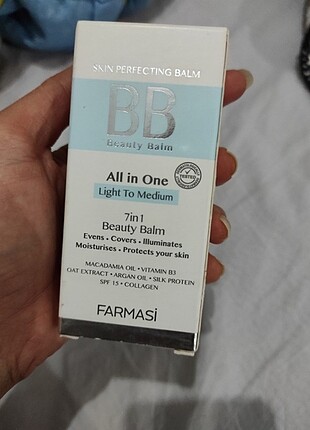 SKIN PERFECTING BALM
BB
Beauty Balm
All in One
TESTED
Light To Medium
7in1
Beauty Balm
Evens • Covers • Illuminates
Moisturises • Protects your skin
MACADAMIA OIL • VITAMIN B3
OAT EXTRACT • ARGAN OIL • SILK PROTEIN
SPF 15 • COLLAGEN
FARMASİ